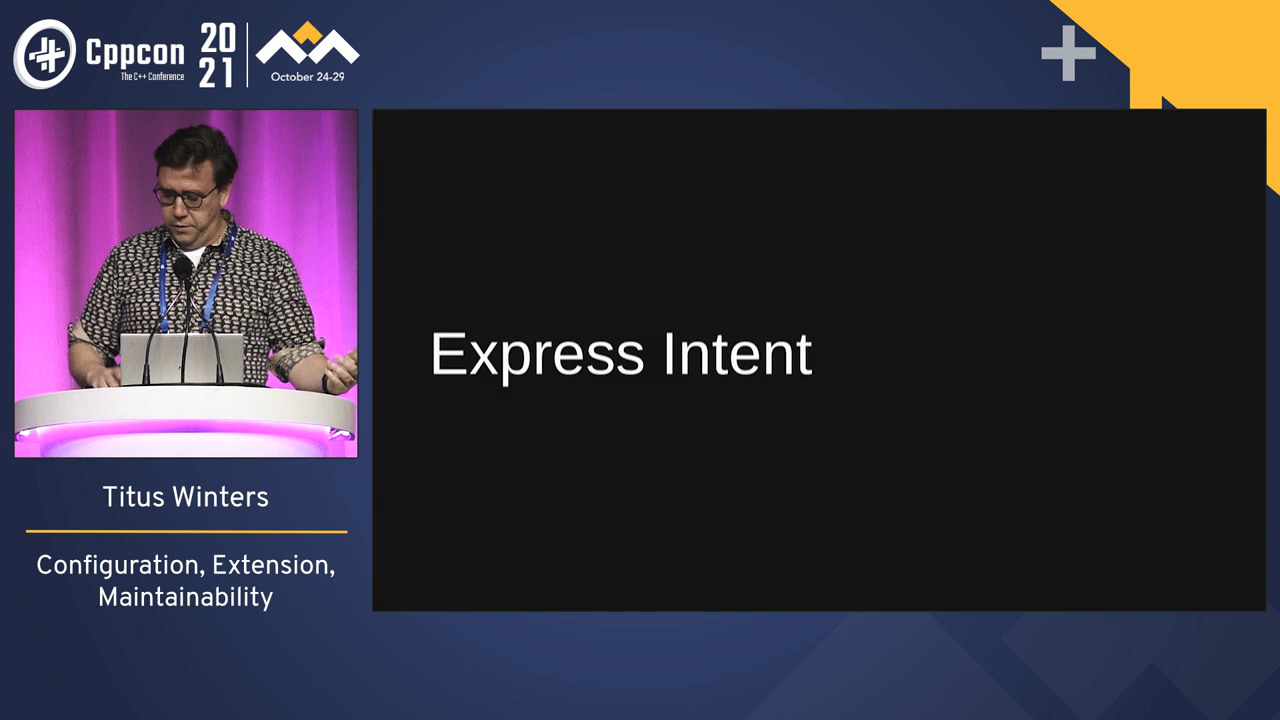 Cppcon
The C++ Conference
20
21
October 24-29
Express Intent
Titus Winters
Configuration, Extension,
Maintainability